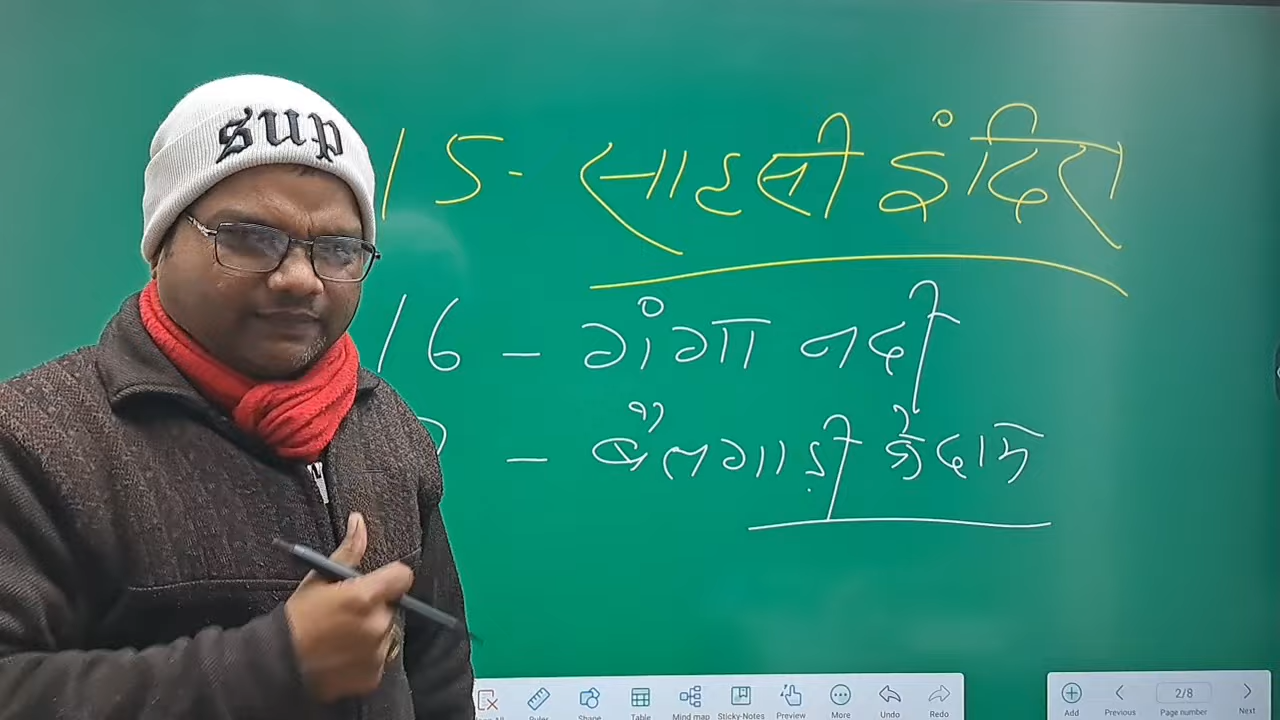 sup
15- साहसी इंदिरा
16 - गंगा नदी
- बैलगाड़ी के दाम
Ruler
Shape
Table
Mind map
Sticky-Notes
Preview
More
Undo
Redo
Add
Previous
2/8
Page number
Next